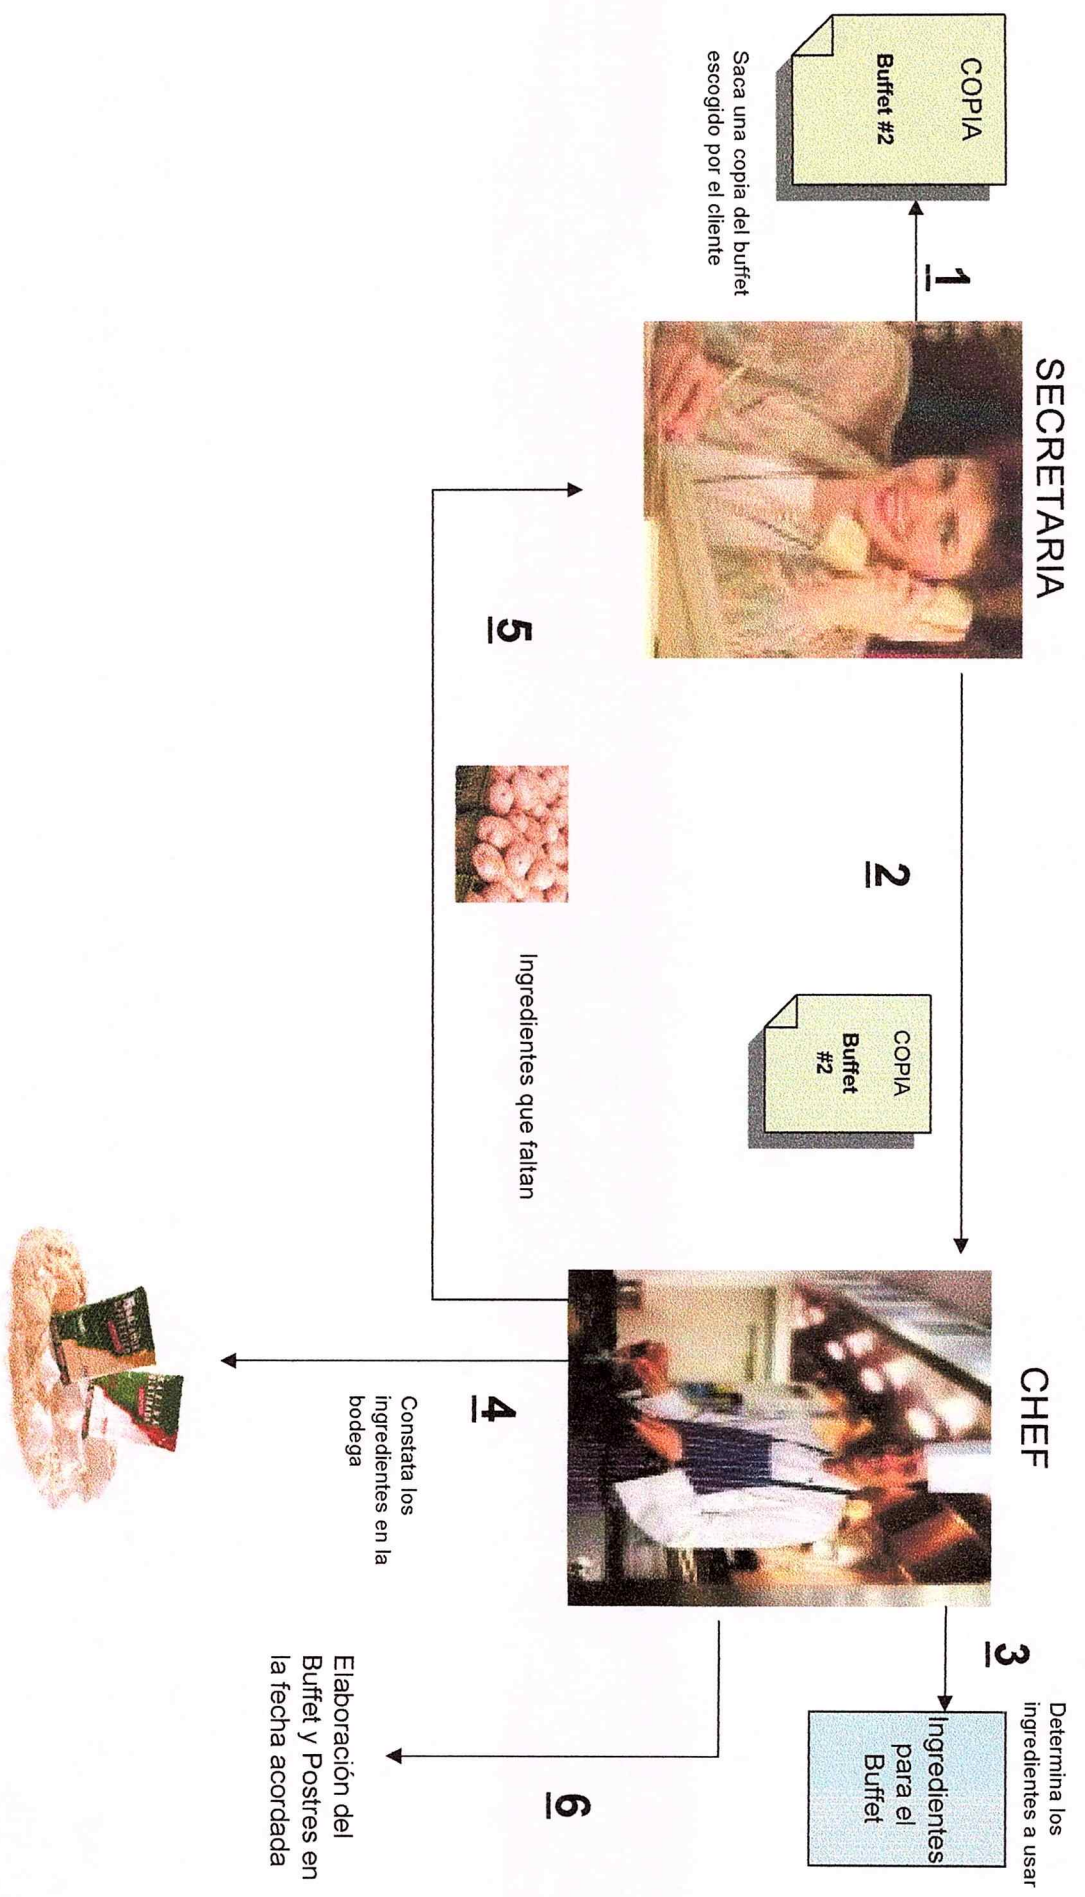 SECRETARIA
CHEF
COPIA
Buffet #2
1
Saca una copia del buffet
escogido por el cliente
2
COPIA
Buffet
#2
3
Determina los
ingredientes a usar
Ingredientes
para el
Buffet
4
Constata los
ingredientes en la
bodega
5
Ingredientes que faltan
6
Elaboración del
Buffet y Postres en
la fecha acordada